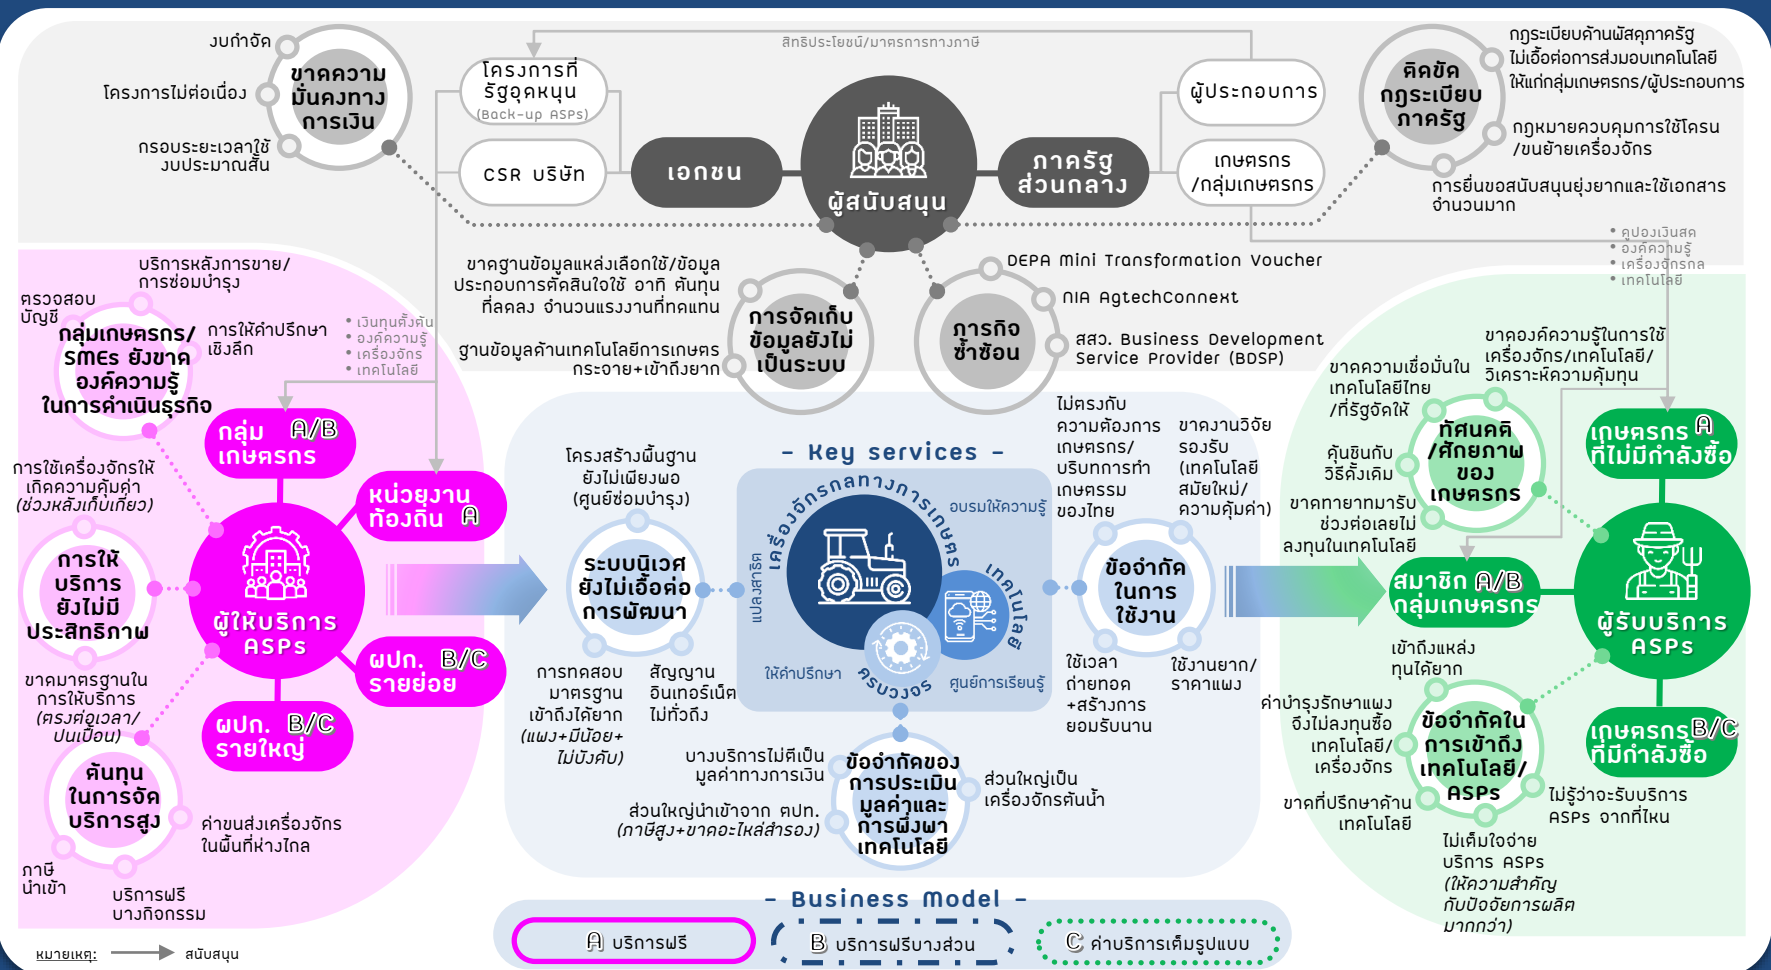 สิทธิประโยชน์/มาตรการทางภาษี
งบจำกัด
โครงการไม่ต่อเนื่อง
กรอบระยะเวลาใช้
งบประมาณสั้น
ขาดความ
มั่นคงทาง
การเงิน
โครงการที่
รัฐอุดหนุน
(Back-up ASPs)
CSR บริษัท
เอกชน
ผู้สนับสนุน
ภาครัฐ
ส่วนกลาง
ผู้ประกอบการ
เกษตรกร
/กลุ่มเกษตรกร
ติดขัด
กฎระเบียบ
ภาครัฐ
กฎระเบียบด้านพัสดุภาครัฐ
ไม่เอื้อต่อการส่งมอบเทคโนโลยี
ให้แก่กลุ่มเกษตรกร/ผู้ประกอบการ
กฎหมายควบคุมการใช้โดรน
/ขนย้ายเครื่องจักร
การยื่นขอสนับสนุนยุ่งยากและใช้เอกสาร
จำนวนมาก
• คูปองเงินสด
• องค์ความรู้
• เครื่องจักรกล
• เทคโนโลยี
ขาดฐานข้อมูลแหล่งเลือกใช้/ข้อมูล
ประกอบการตัดสินใจใช้ อาทิ ต้นทุน
ที่ลดลง จำนวนแรงงานที่ทดแทน
ฐานข้อมูลด้านเทคโนโลยีการเกษตร
กระจาย+เข้าถึงยาก
การจัดเก็บ
ข้อมูลยังไม่
เป็นระบบ
ภารกิจ
ซ้ำซ้อน
DEPA Mini Transformation Voucher
NIA AgtechConnext
สสว. Business Development
Service Provider (BDSP)
บริการหลังการขาย/
การซ่อมบำรุง
ตรวจสอบ
บัญชี
การให้คำปรึกษา
เชิงลึก
กลุ่มเกษตรกร/
SMEs ยังขาด
องค์ความรู้
ในการดำเนินธุรกิจ
• เงินทุนตั้งต้น
• องค์ความรู้
• เครื่องจักร
• เทคโนโลยี
กลุ่ม A/B
เกษตรกร
หน่วยงาน
ท้องถิ่น A
การใช้เครื่องจักรให้
เกิดความคุ้มค่า
(ช่วงหลังเก็บเกี่ยว)
การให้
บริการ
ยังไม่มี
ประสิทธิภาพ
ผู้ให้บริการ
ASPs
ผปก. B/C
รายย่อย
ผปก. B/C
รายใหญ่
ขาดมาตรฐานใน
การให้บริการ
(ตรงต่อเวลา/
ปนเปื้อน)
ต้นทุน
ในการจัด
บริการสูง
ค่าขนส่งเครื่องจักร
ในพื้นที่ห่างไกล
ภาษี
นำเข้า
บริการฟรี
บางกิจกรรม
โครงสร้างพื้นฐาน
ยังไม่เพียงพอ
(ศูนย์ซ่อมบำรุง)
ระบบนิเวศ
ยังไม่เอื้อต่อ
การพัฒนา
การทดสอบ
มาตรฐาน
เข้าถึงได้ยาก
(แพง+มีน้อย+
ไม่บังคับ)
สัญญาน
อินเทอร์เน็ต
ไม่ทั่วถึง
– Key services –
เครื่องจักรกลทางการเกษตร
เทคโนโลยี
ครบวงจร
อบรมให้ความรู้
แปลงสาธิต
ให้คำปรึกษา
ศูนย์การเรียนรู้
ไม่ตรงกับ
ความต้องการ
เกษตรกร/
บริบทการทำ
เกษตรรม
ของไทย
ขาดงานวิจัย
รองรับ
(เทคโนโลยี
สมัยใหม่/
ความคุ้มค่า)
ข้อจำกัด
ในการ
ใช้งาน
ใช้เวลา
ถ่ายทอด
+สร้างการ
ยอมรับนาน
ใช้งานยาก/
ราคาแพง
บางบริการไม่ตีเป็น
มูลค่าทางการเงิน
ส่วนใหญ่นำเข้าจาก ตปท.
(ภาษีสูง+ขาดอะไหล่สำรอง)
ข้อจำกัดของ
การประเมิน
มูลค่าและ
การพึ่งพา
เทคโนโลยี
ส่วนใหญ่เป็น
เครื่องจักรต้นน้ำ
ขาดองค์ความรู้ในการใช้
เครื่องจักร/เทคโนโลยี/
วิเคราะห์ความคุ้มทุน
ขาดความเชื่อมั่นใน
เทคโนโลยีไทย
/ที่รัฐจัดให้
คุ้นชินกับ
วิธีดั้งเดิม
ขาดทายาทมารับ
ช่วงต่อเลยไม่
ลงทุนในเทคโนโลยี
ทัศนคติ
/ศักยภาพ
ของ
เกษตรกร
เกษตรกร A
ที่ไม่มีกำลังซื้อ
สมาชิก A/B
กลุ่มเกษตรกร
ผู้รับบริการ
ASPs
เกษตรกร B/C
ที่มีกำลังซื้อ
เข้าถึงแหล่ง
ทุนได้ยาก
ค่าบำรุงรักษาแพง
จึงไม่ลงทุนซื้อ
เทคโนโลยี/
เครื่องจักร
ขาดที่ปรึกษาด้าน
เทคโนโลยี
ข้อจำกัดใน
การเข้าถึง
เทคโนโลยี/
ASPs
ไม่รู้ว่าจะรับบริการ
ASPs จากที่ไหน
ไม่เต็มใจจ่าย
บริการ ASPs
(ให้ความสำคัญ
กับปัจจัยการผลิต
มากกว่า)
– Business Model –
A บริการฟรี
B บริการฟรีบางส่วน
C ค่าบริการเต็มรูปแบบ
หมายเหตุ: สนับสนุน